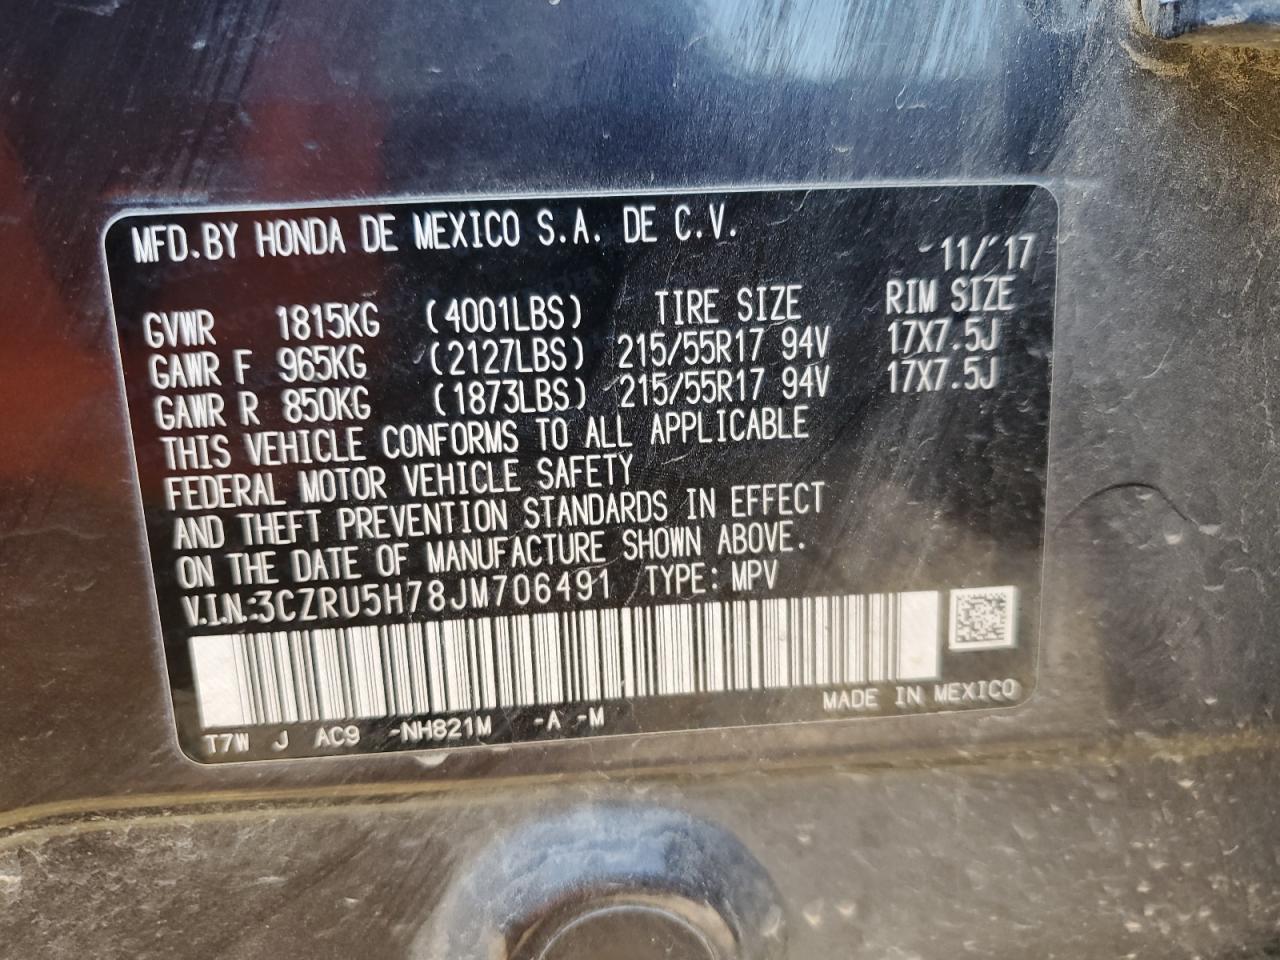 MFD. BY HONDA DE MEXICO S.A. DE C.V.
11/'17
GVWR 1815KG (4001LBS) TIRE SIZE RIM SIZE
GAWR F 965KG (2127LBS) 215/55R17 94V 17X7.5J
GAWR R 850KG (1873LBS) 215/55R17 94V 17X7.5J
THIS VEHICLE CONFORMS TO ALL APPLICABLE
FEDERAL MOTOR VEHICLE SAFETY
AND THEFT PREVENTION STANDARDS IN EFFECT
ON THE DATE OF MANUFACTURE SHOWN ABOVE.
V.I.N.:3CZRU5H78JM706491 TYPE: MPV
MADE IN MEXICO
T7W J AC9 -NH821M -A -M